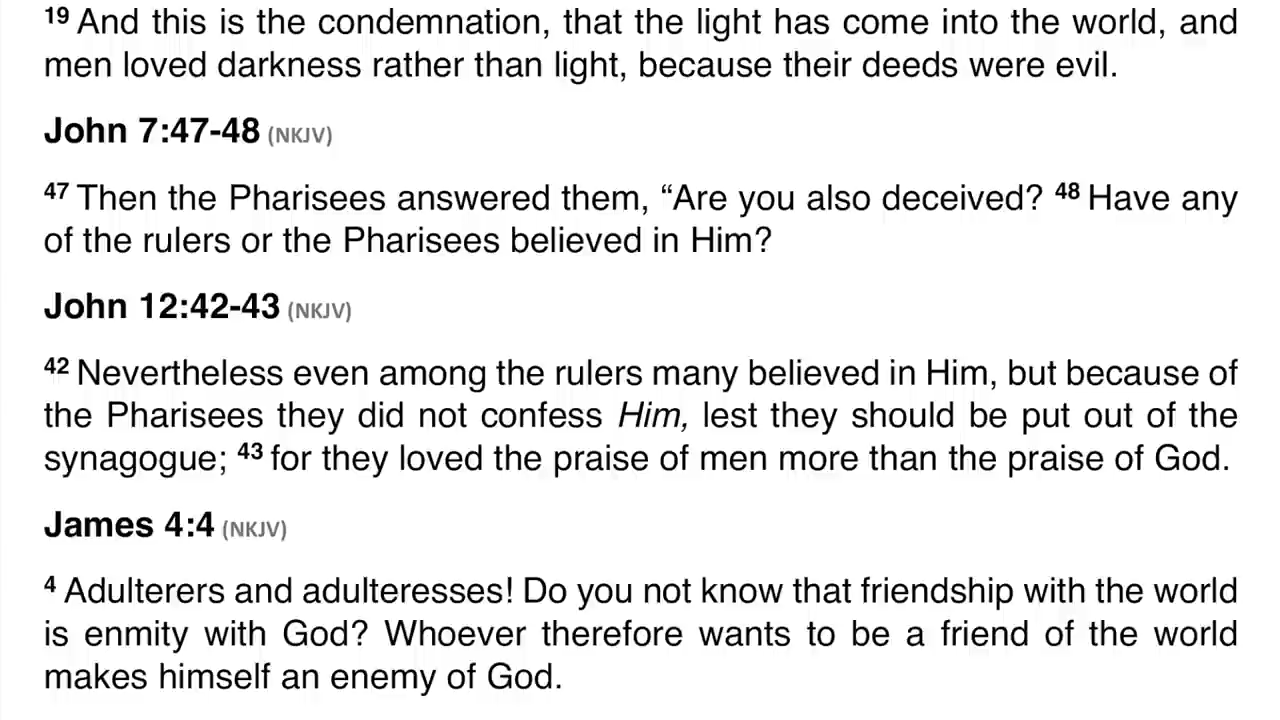 19 And this is the condemnation, that the light has come into the world, and
men loved darkness rather than light, because their deeds were evil.
John 7:47-48 (NKJV)
47 Then the Pharisees answered them, “Are you also deceived? 48 Have any
of the rulers or the Pharisees believed in Him?
John 12:42-43 (NKJV)
42 Nevertheless even among the rulers many believed in Him, but because of
the Pharisees they did not confess Him, lest they should be put out of the
synagogue; 43 for they loved the praise of men more than the praise of God.
James 4:4 (NKJV)
4 Adulterers and adulteresses! Do you not know that friendship with the world
is enmity with God? Whoever therefore wants to be a friend of the world
makes himself an enemy of God.